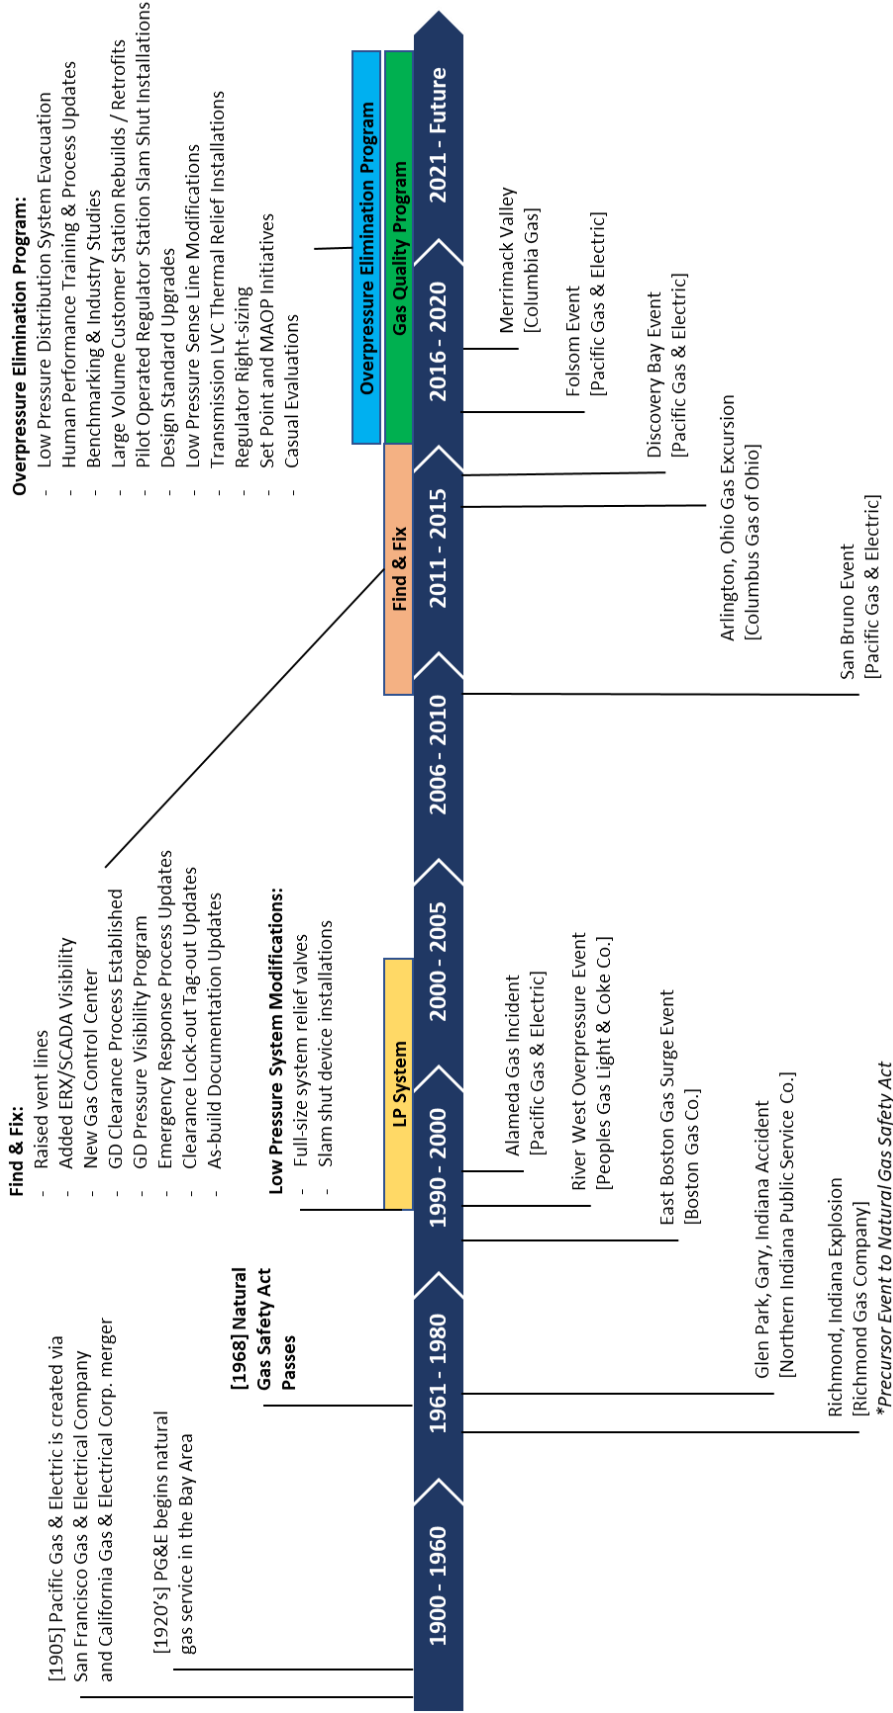 [1905] Pacific Gas & Electric is created via
San Francisco Gas & Electrical Company
and California Gas & Electrical Corp. merger
[1920's] PG&E begins natural
gas service in the Bay Area
[1968] Natural
Gas Safety Act
Passes
Find & Fix:
- Raised vent lines
- Added ERX/SCADA Visibility
- New Gas Control Center
- GD Clearance Process Established
- GD Pressure Visibility Program
- Emergency Response Process Updates
- Clearance Lock-out Tag-out Updates
- As-build Documentation Updates
Low Pressure System Modifications:
- Full-size system relief valves
- Slam shut device installations
Overpressure Elimination Program:
- Low Pressure Distribution System Evacuation
- Human Performance Training & Process Updates
- Benchmarking & Industry Studies
- Large Volume Customer Station Rebuilds / Retrofits
- Pilot Operated Regulator Station Slam Shut Installations
- Design Standard Upgrades
- Low Pressure Sense Line Modifications
- Transmission LVC Thermal Relief Installations
- Regulator Right-sizing
- Set Point and MAOP Initiatives
- Casual Evaluations
Overpressure Elimination Program
LP System
Find & Fix
Gas Quality Program
1900 - 1960
1961 - 1980
1990 - 2000
2000 - 2005
2006 - 2010
2011 - 2015
2016 - 2020
2021 - Future
Richmond, Indiana Explosion
[Richmond Gas Company]
*Precursor Event to Natural Gas Safety Act
Glen Park, Gary, Indiana Accident
[Northern Indiana Public Service Co.]
East Boston Gas Surge Event
[Boston Gas Co.]
River West Overpressure Event
[Peoples Gas Light & Coke Co.]
Alameda Gas Incident
[Pacific Gas & Electric]
San Bruno Event
[Pacific Gas & Electric]
Arlington, Ohio Gas Excursion
[Columbus Gas of Ohio]
Discovery Bay Event
[Pacific Gas & Electric]
Folsom Event
[Pacific Gas & Electric]
Merrimack Valley
[Columbia Gas]